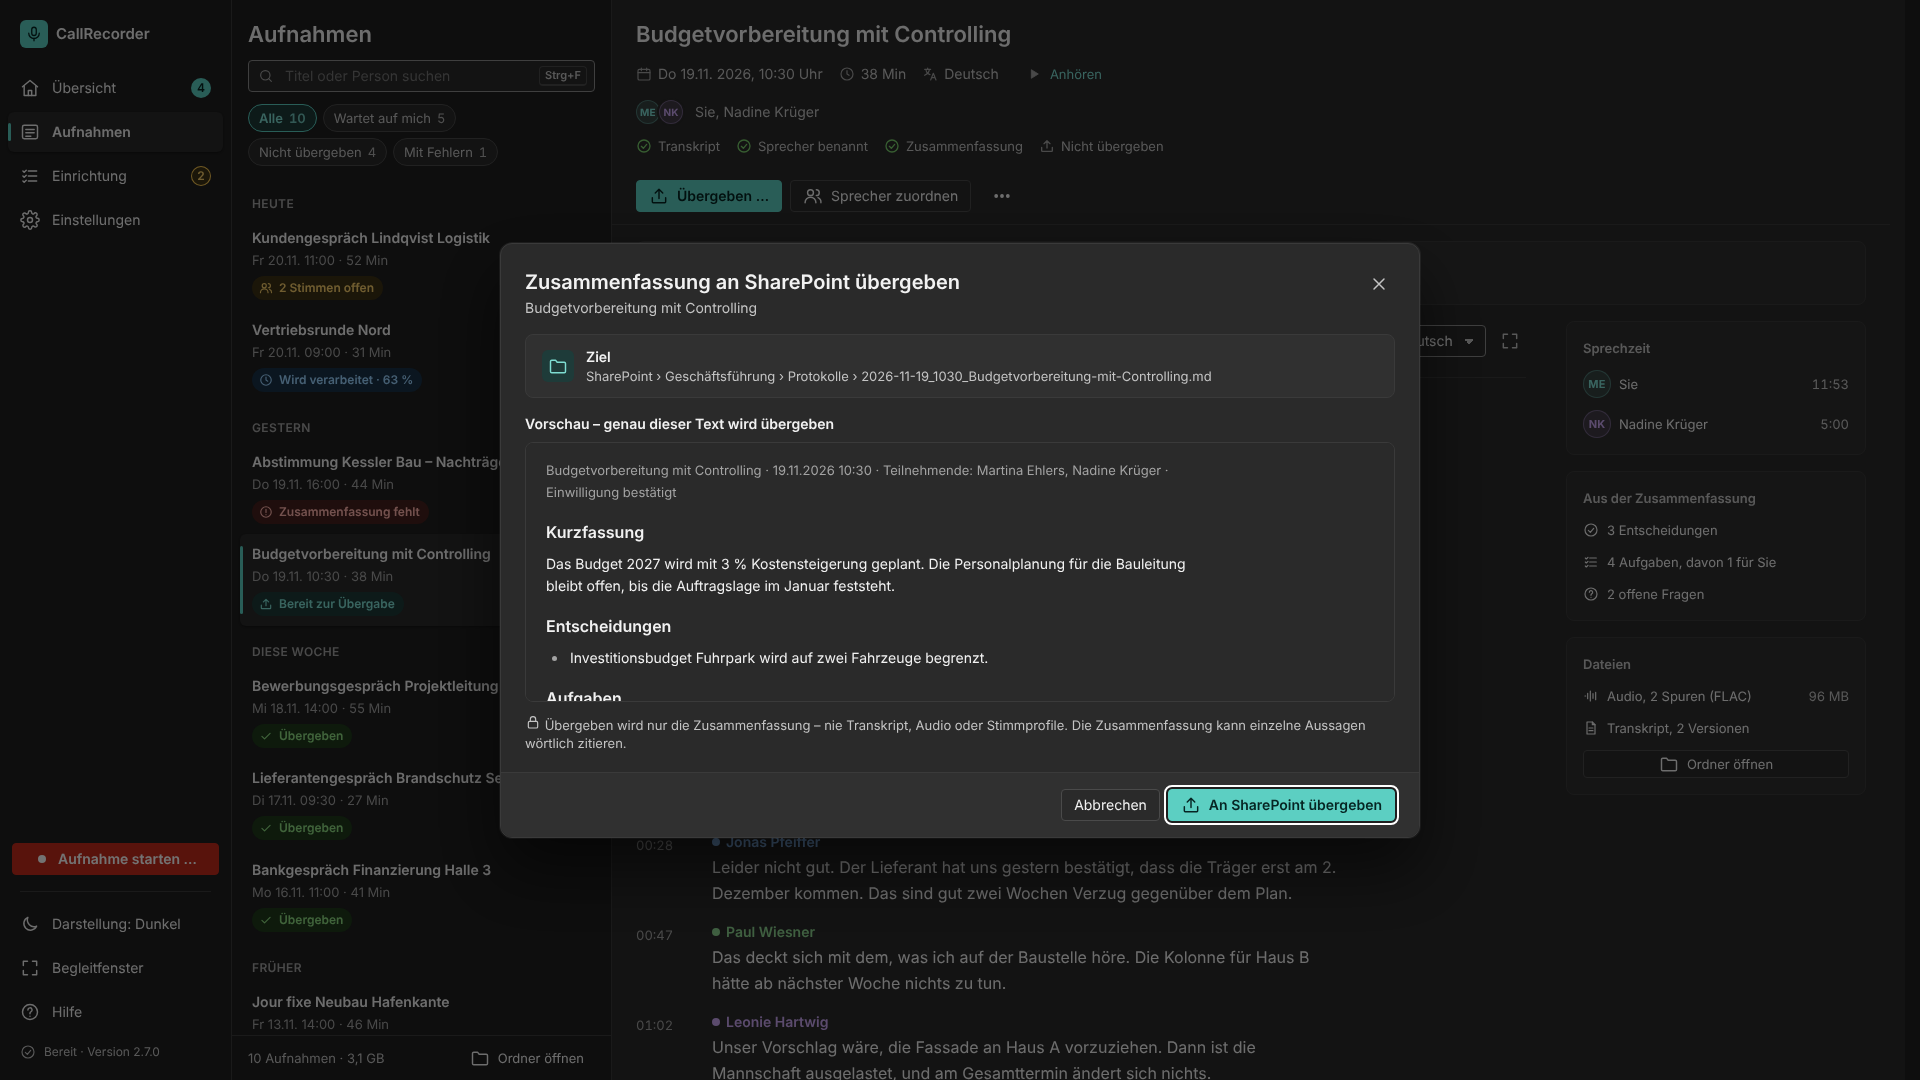 CallRecorder
Übersicht
4
Aufnahmen
Einrichtung
2
Einstellungen
Aufnahme starten ...
Darstellung: Dunkel
Begleitfenster
Hilfe
Bereit · Version 2.7.0
Aufnahmen
Titel oder Person suchen
Strg+F
Alle 10
Wartet auf mich 5
Nicht übergeben 4
Mit Fehlern 1
HEUTE
Kundengespräch Lindqvist Logistik
Fr 20.11. 11:00 · 52 Min
2 Stimmen offen
Vertriebsrunde Nord
Fr 20.11. 09:00 · 31 Min
Wird verarbeitet · 63 %
GESTERN
Abstimmung Kessler Bau – Nachträge
Do 19.11. 16:00 · 44 Min
Zusammenfassung fehlt
Budgetvorbereitung mit Controlling
Do 19.11. 10:30 · 38 Min
Bereit zur Übergabe
DIESE WOCHE
Bewerbungsgespräch Projektleitung
Mi 18.11. 14:00 · 55 Min
Übergeben
Lieferantengespräch Brandschutz Se
Di 17.11. 09:30 · 27 Min
Übergeben
Bankgespräch Finanzierung Halle 3
Mo 16.11. 11:00 · 41 Min
Übergeben
FRÜHER
Jour fixe Neubau Hafenkante
Fr 13.11. 14:00 · 46 Min
10 Aufnahmen · 3,1 GB
Ordner öffnen
Budgetvorbereitung mit Controlling
Do 19.11. 2026, 10:30 Uhr
38 Min
Deutsch
Anhören
ME
NK
Sie, Nadine Krüger
Transkript
Sprecher benannt
Zusammenfassung
Nicht übergeben
Übergeben ...
Sprecher zuordnen
Zusammenfassung an SharePoint übergeben
Budgetvorbereitung mit Controlling
Ziel
SharePoint › Geschäftsführung › Protokolle › 2026-11-19_1030_Budgetvorbereitung-mit-Controlling.md
Vorschau – genau dieser Text wird übergeben
Budgetvorbereitung mit Controlling · 19.11.2026 10:30 · Teilnehmende: Martina Ehlers, Nadine Krüger ·
Einwilligung bestätigt
Kurzfassung
Das Budget 2027 wird mit 3 % Kostensteigerung geplant. Die Personalplanung für die Bauleitung
bleibt offen, bis die Auftragslage im Januar feststeht.
Entscheidungen
Investitionsbudget Fuhrpark wird auf zwei Fahrzeuge begrenzt.
Aufgaben
Übergeben wird nur die Zusammenfassung – nie Transkript, Audio oder Stimmprofile. Die Zusammenfassung kann einzelne Aussagen
wörtlich zitieren.
Abbrechen
An SharePoint übergeben
utsch
00:28
Jonas Pfeiffer
Leider nicht gut. Der Lieferant hat uns gestern bestätigt, dass die Träger erst am 2.
Dezember kommen. Das sind gut zwei Wochen Verzug gegenüber dem Plan.
00:47
Paul Wiesner
Das deckt sich mit dem, was ich auf der Baustelle höre. Die Kolonne für Haus B
hätte ab nächster Woche nichts zu tun.
01:02
Leonie Hartwig
Unser Vorschlag wäre, die Fassade an Haus A vorzuziehen. Dann ist die
Mannschaft ausgelastet, und am Gesamttermin ändert sich nichts.
Sprechzeit
ME
Sie
11:53
NK
Nadine Krüger
5:00
Aus der Zusammenfassung
3 Entscheidungen
4 Aufgaben, davon 1 für Sie
2 offene Fragen
Dateien
Audio, 2 Spuren (FLAC)
96 MB
Transkript, 2 Versionen
Ordner öffnen